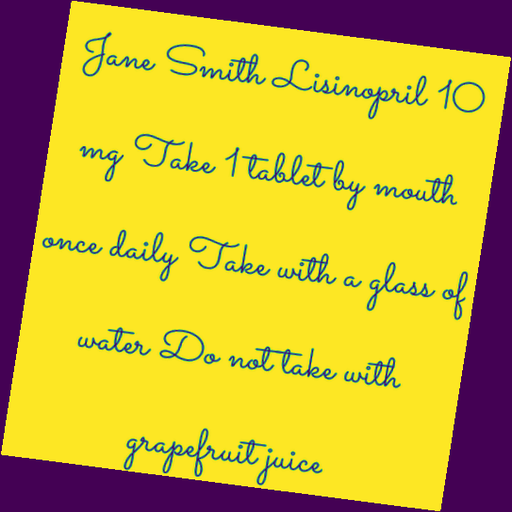 Jane Smith Lisinopril 10
mg Take 1 tablet by mouth
once daily Take with a glass of
water Do not take with
grapefruit juice